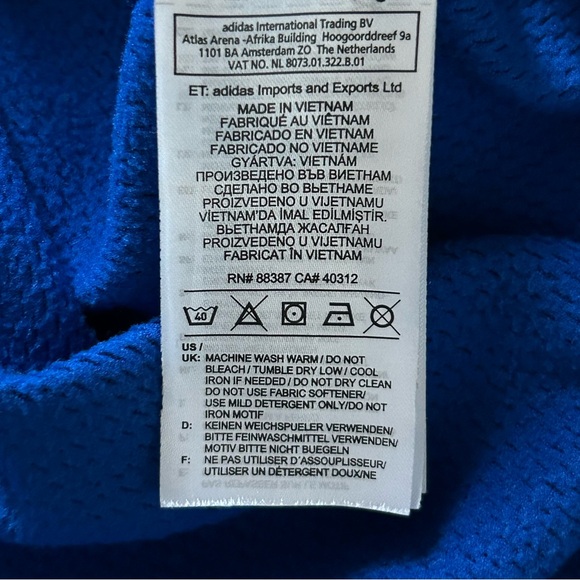 adidas International Trading BV
Atlas Arena -Afrika Building Hoogoorddreef 9a
1101 BA Amsterdam ZO The Netherlands
VAT NO. NL 8073.01.322.B.01
ET: adidas Imports and Exports Ltd
MADE IN VIETNAM
FABRIQUÉ AU VIÊTNAM
FABRICADO EN VIETNAM
FABRICADO NO VIETNAME
GYÁRTVA: VIETNÁM
ПРОИЗВЕДЕНО ВЪВ ВИЕТНАМ
СДЕЛАНО ВО ВЬЕТНАМЕ
PROIZVEDENO U VIJETNAMU
VİETNAM'DA İMAL EDİLMİŞTİR.
ВЬЕТНАМДА ЖАСАЛҒАН
PROIZVEDENO U VIJETNAMU
FABRICAT ÎN VIETNAM
RN# 88387 CA# 40312
40
US /
UK: MACHINE WASH WARM / DO NOT
BLEACH / TUMBLE DRY LOW / COOL
IRON IF NEEDED / DO NOT DRY CLEAN
DO NOT USE FABRIC SOFTENER/
USE MILD DETERGENT ONLY/DO NOT
IRON MOTIF
D: KEINEN WEICHSPUELER VERWENDEN/
BITTE FEINWASCHMITTEL VERWENDEN/
MOTIV BITTE NICHT BUEGELN
F: NE PAS UTILISER D´ASSOUPLISSEUR/
UTILISER UN DÉTERGENT DOUX/NE